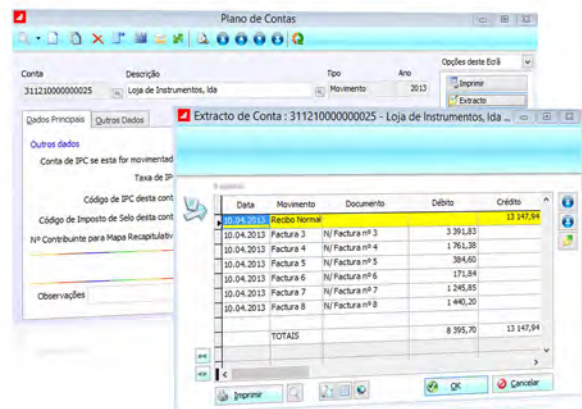 Plano de Contas
Opções deste Ecrã
Conta Descrição Tipo Ano
311210000000025 Loja de Instrumentos, lda Movimento 2013
Imprimir
Extracto
Dados Principais Outros Dados
Outros dados
Conta de IPC se esta for movimentad
Taxa de IP
Código de IPC desta cont
Código de Imposto de Selo desta cont
Nº Contribuinte para Mapa Recapitulativ
Observações
Extracto de Conta : 311210000000025 - Loja de Instrumentos, lda ...
Data Movimento Documento Débito Crédito
10.04.2013 Recibo Normal 13 147,94
10.04.2013 Factura 3 N/ Factura nº 3 3 391,83
10.04.2013 Factura 4 N/ Factura nº 4 1 761,38
10.04.2013 Factura 5 N/ Factura nº 5 384,60
10.04.2013 Factura 6 N/ Factura nº 6 171,84
10.04.2013 Factura 7 N/ Factura nº 7 1 245,85
10.04.2013 Factura 8 N/ Factura nº 8 1 440,20
TOTAIS 8 395,70 13 147,94
Imprimir OK Cancelar